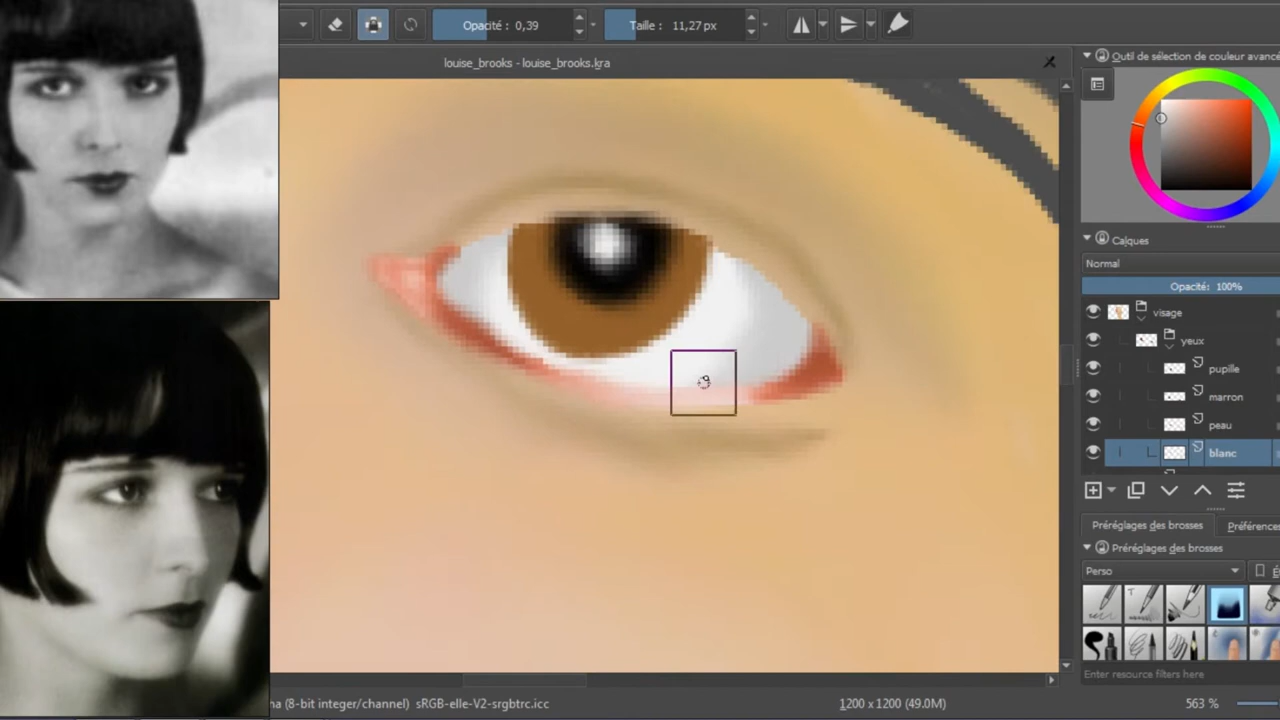 Opacité : 0,39
Taille : 11,27 px
louise_brooks - louise_brooks.kra
Outil de sélection de couleur avancé
Calques
Normal
Opacité: 100%
visage
yeux
pupille
marron
peau
blanc
Préréglages des brosses
Préférences
Préréglages des brosses
Perso
Enter resource filters here
(8-bit integer/channel) sRGB-elle-V2-srgbtrc.icc
1200 x 1200 (49.0M)
563 %